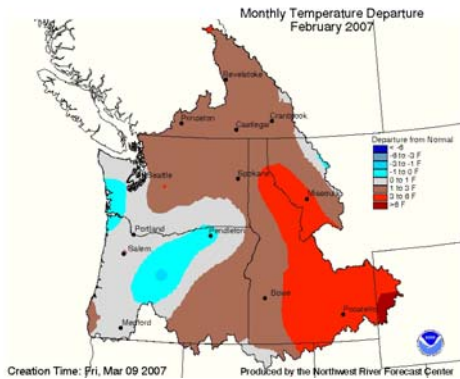 Monthly Temperature Departure
February 2007
Revelstoke
Penticton
Castlegar
Cranbrook
Departure from Normal
< -6
-6 to -3 F
-3 to -1 F
-1 to 0 F
0 to 1 F
1 to 3 F
3 to 6 F
>6 F
Seattle
Spokane
Missoula
Portland
Pendleton
Salem
Boise
Pocatello
Medford
Creation Time: Fri, Mar 09 2007
Produced by the Northwest River Forecast Center